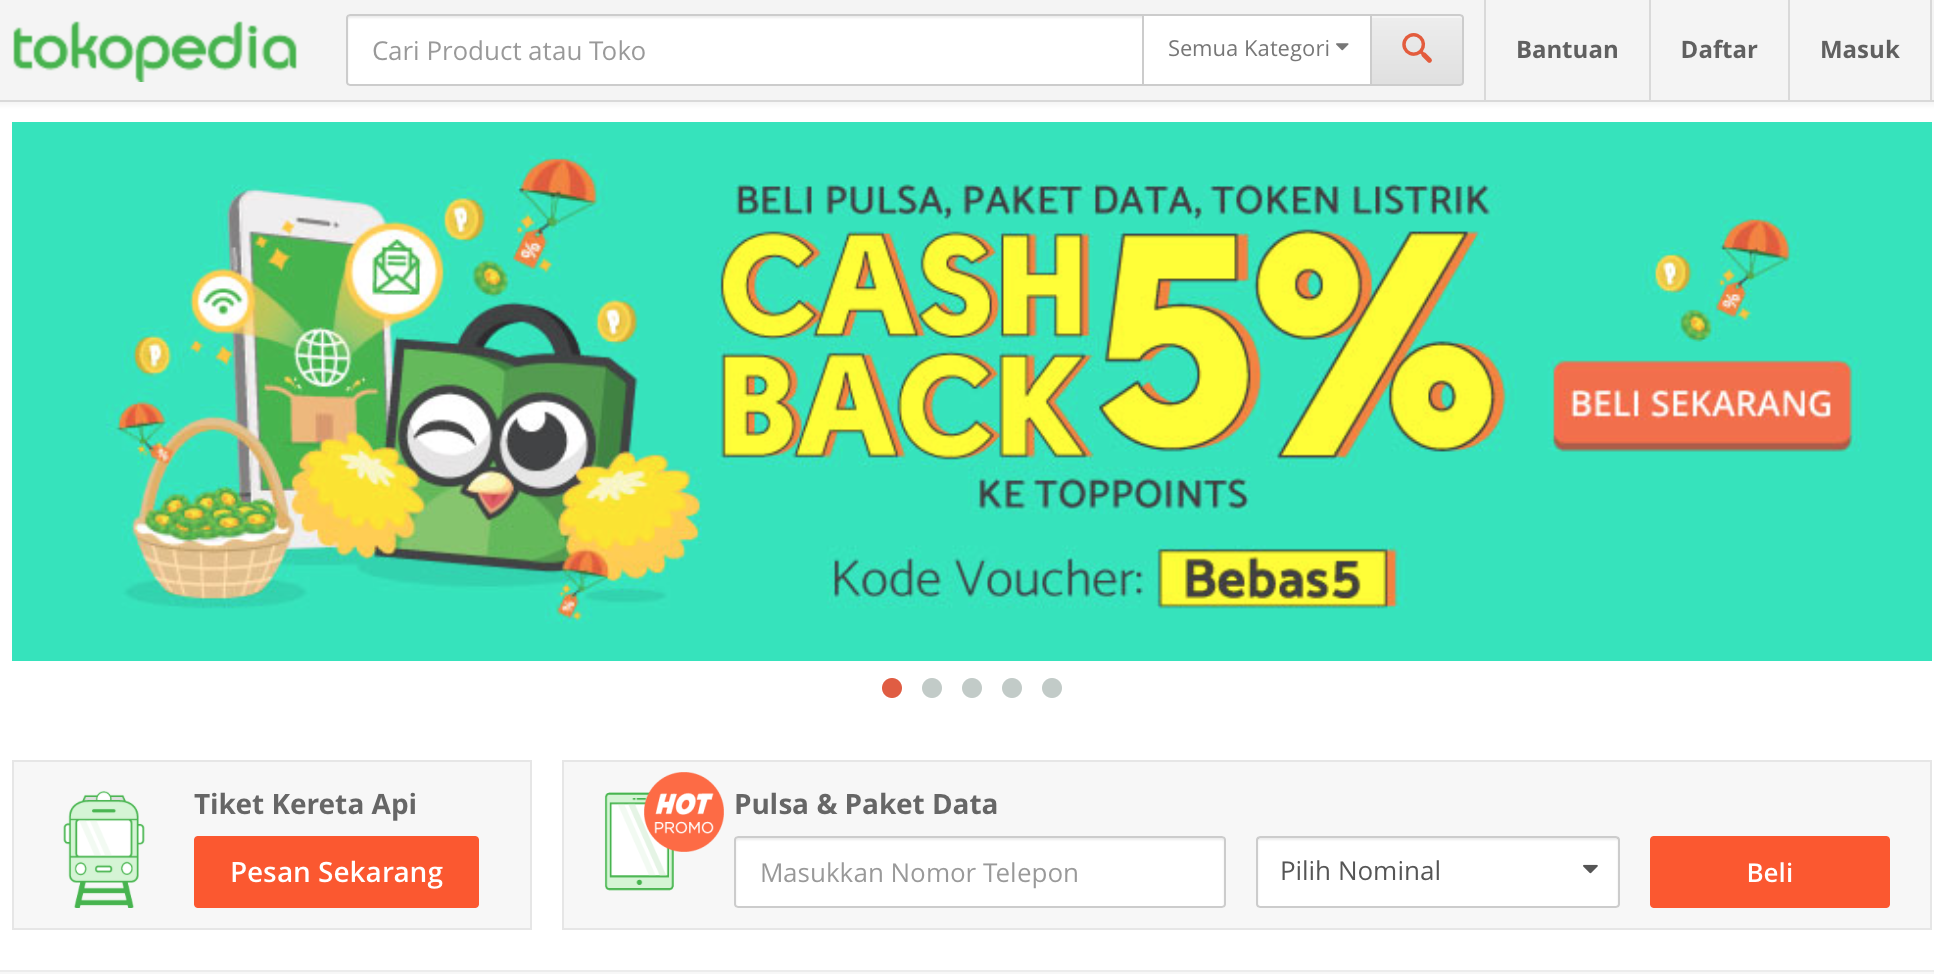 tokopedia
Cari Product atau Toko
Semua Kategori
Bantuan
Daftar
Masuk
BELI PULSA, PAKET DATA, TOKEN LISTRIK
CASH
BACK
5%
KE TOPPOINTS
Kode Voucher: Bebas5
BELI SEKARANG
Tiket Kereta Api
Pesan Sekarang
HOT
PROMO
Pulsa & Paket Data
Masukkan Nomor Telepon
Pilih Nominal
Beli